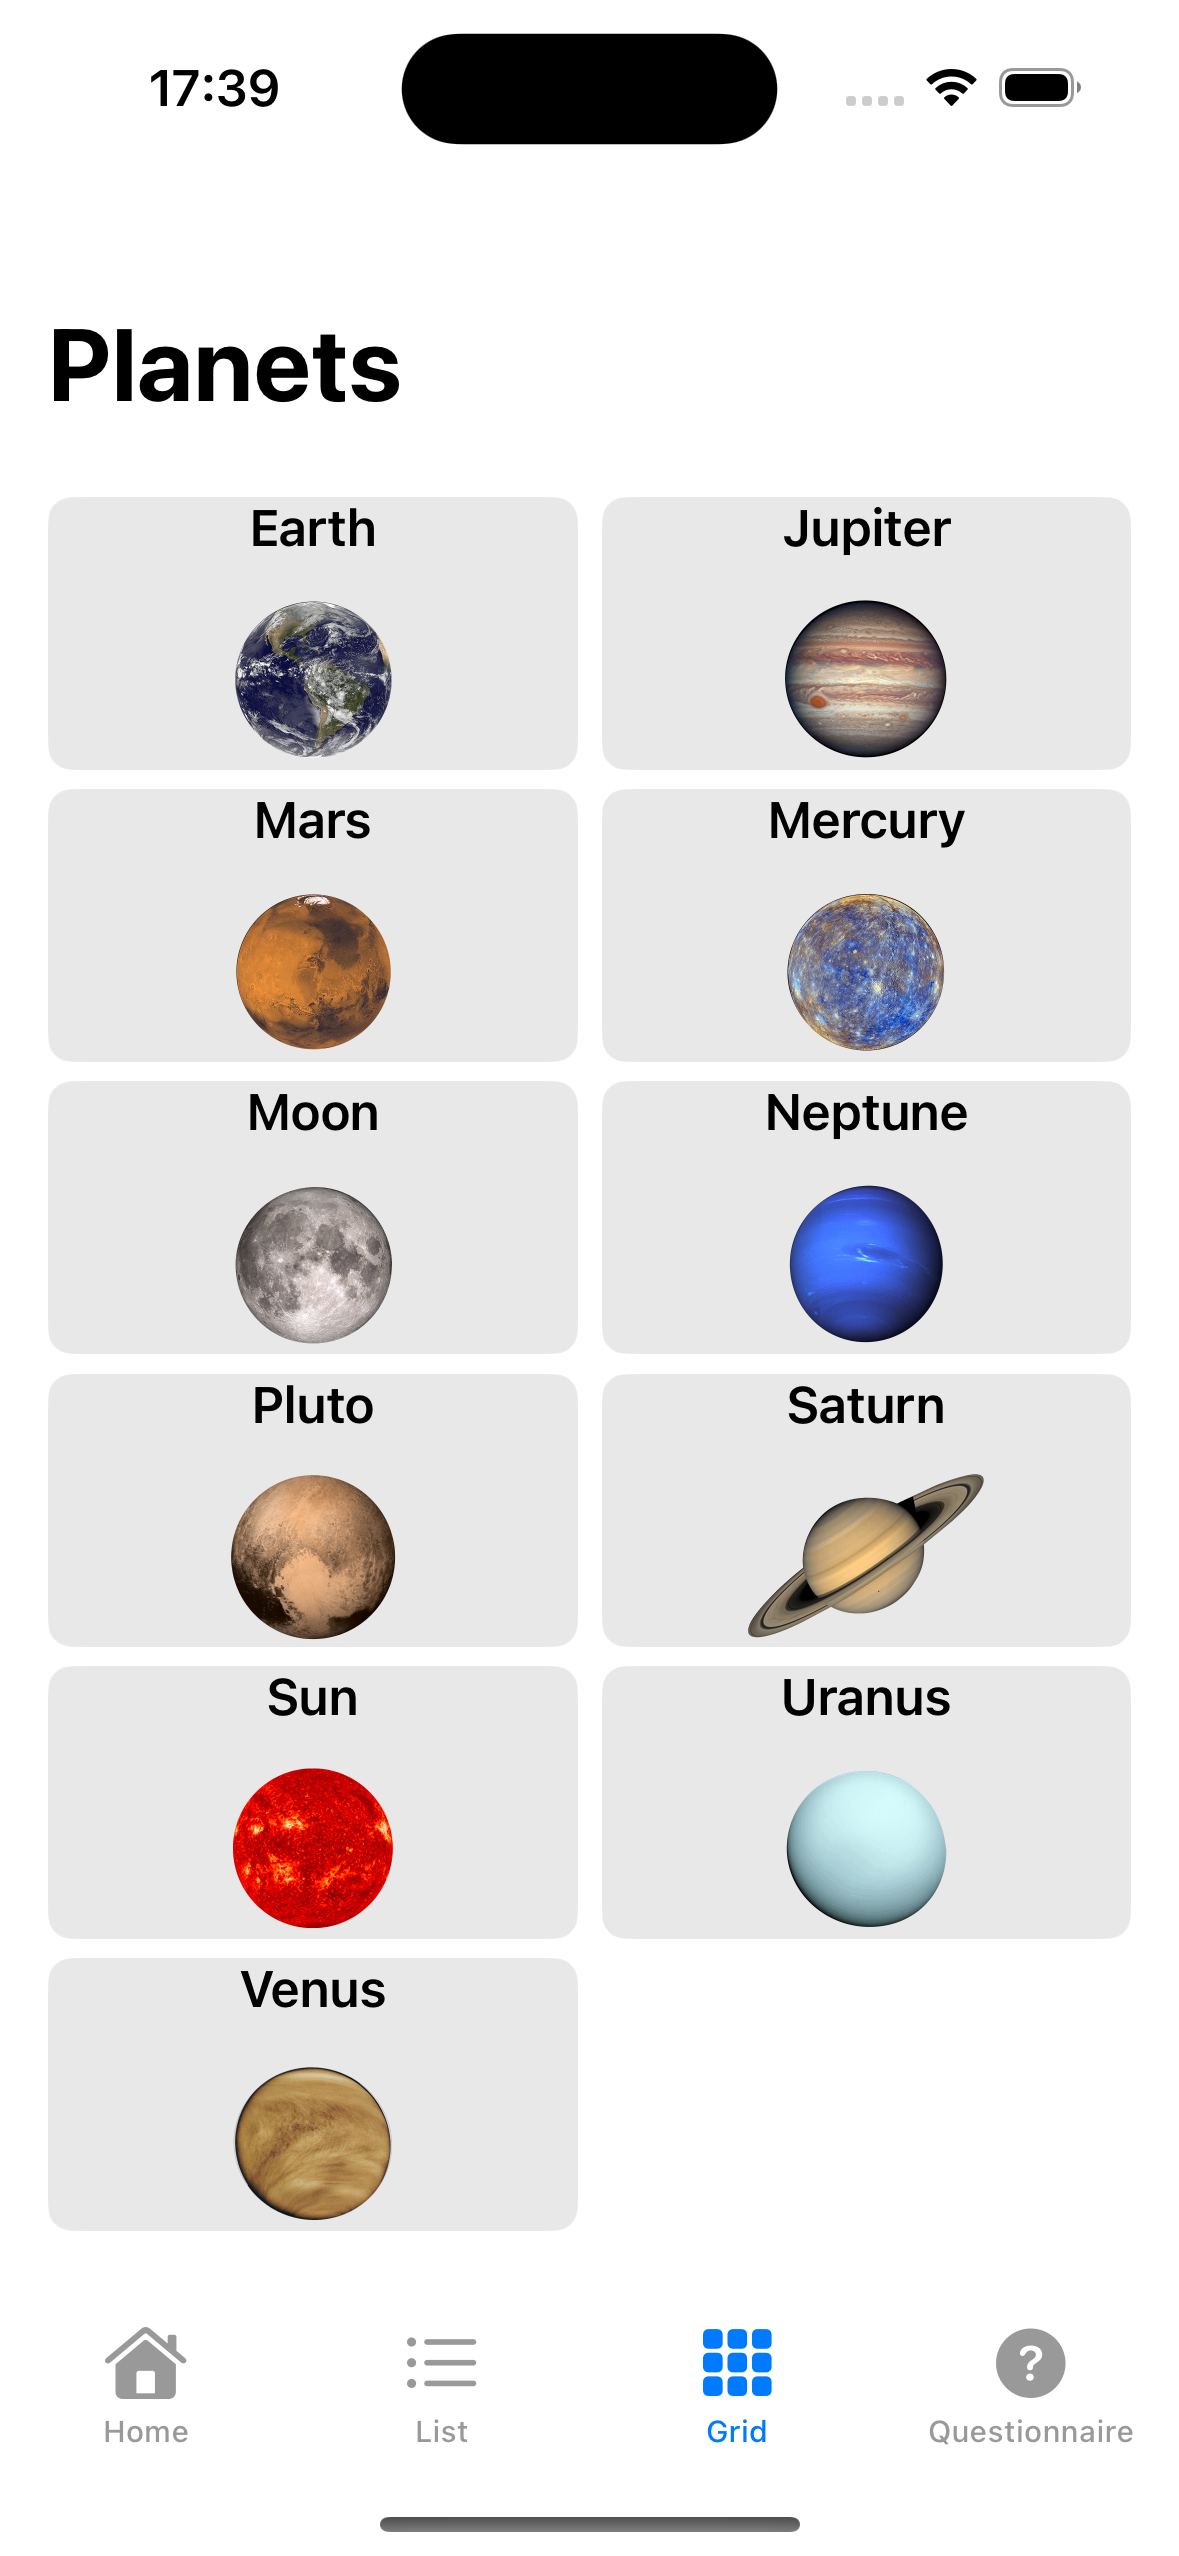 17:39
Planets
Earth
Jupiter
Mars
Mercury
Moon
Neptune
Pluto
Saturn
Sun
Uranus
Venus
Home
List
Grid
?
Questionnaire